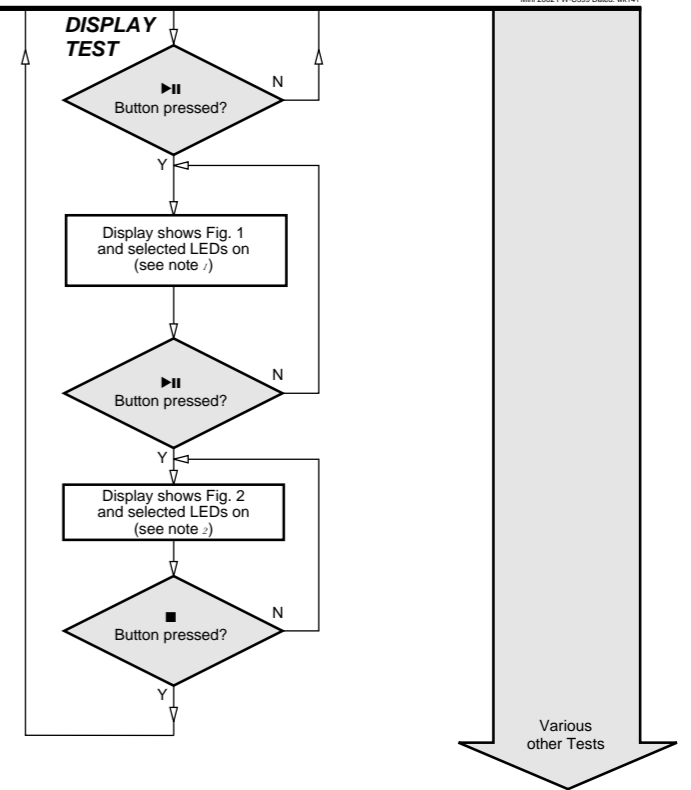 DISPLAY
TEST
▶II
Button pressed?
N
Y
Display shows Fig. 1
and selected LEDs on
(see note 1)
▶II
Button pressed?
N
Y
Display shows Fig. 2
and selected LEDs on
(see note 2)
■
Button pressed?
N
Y
Various
other Tests